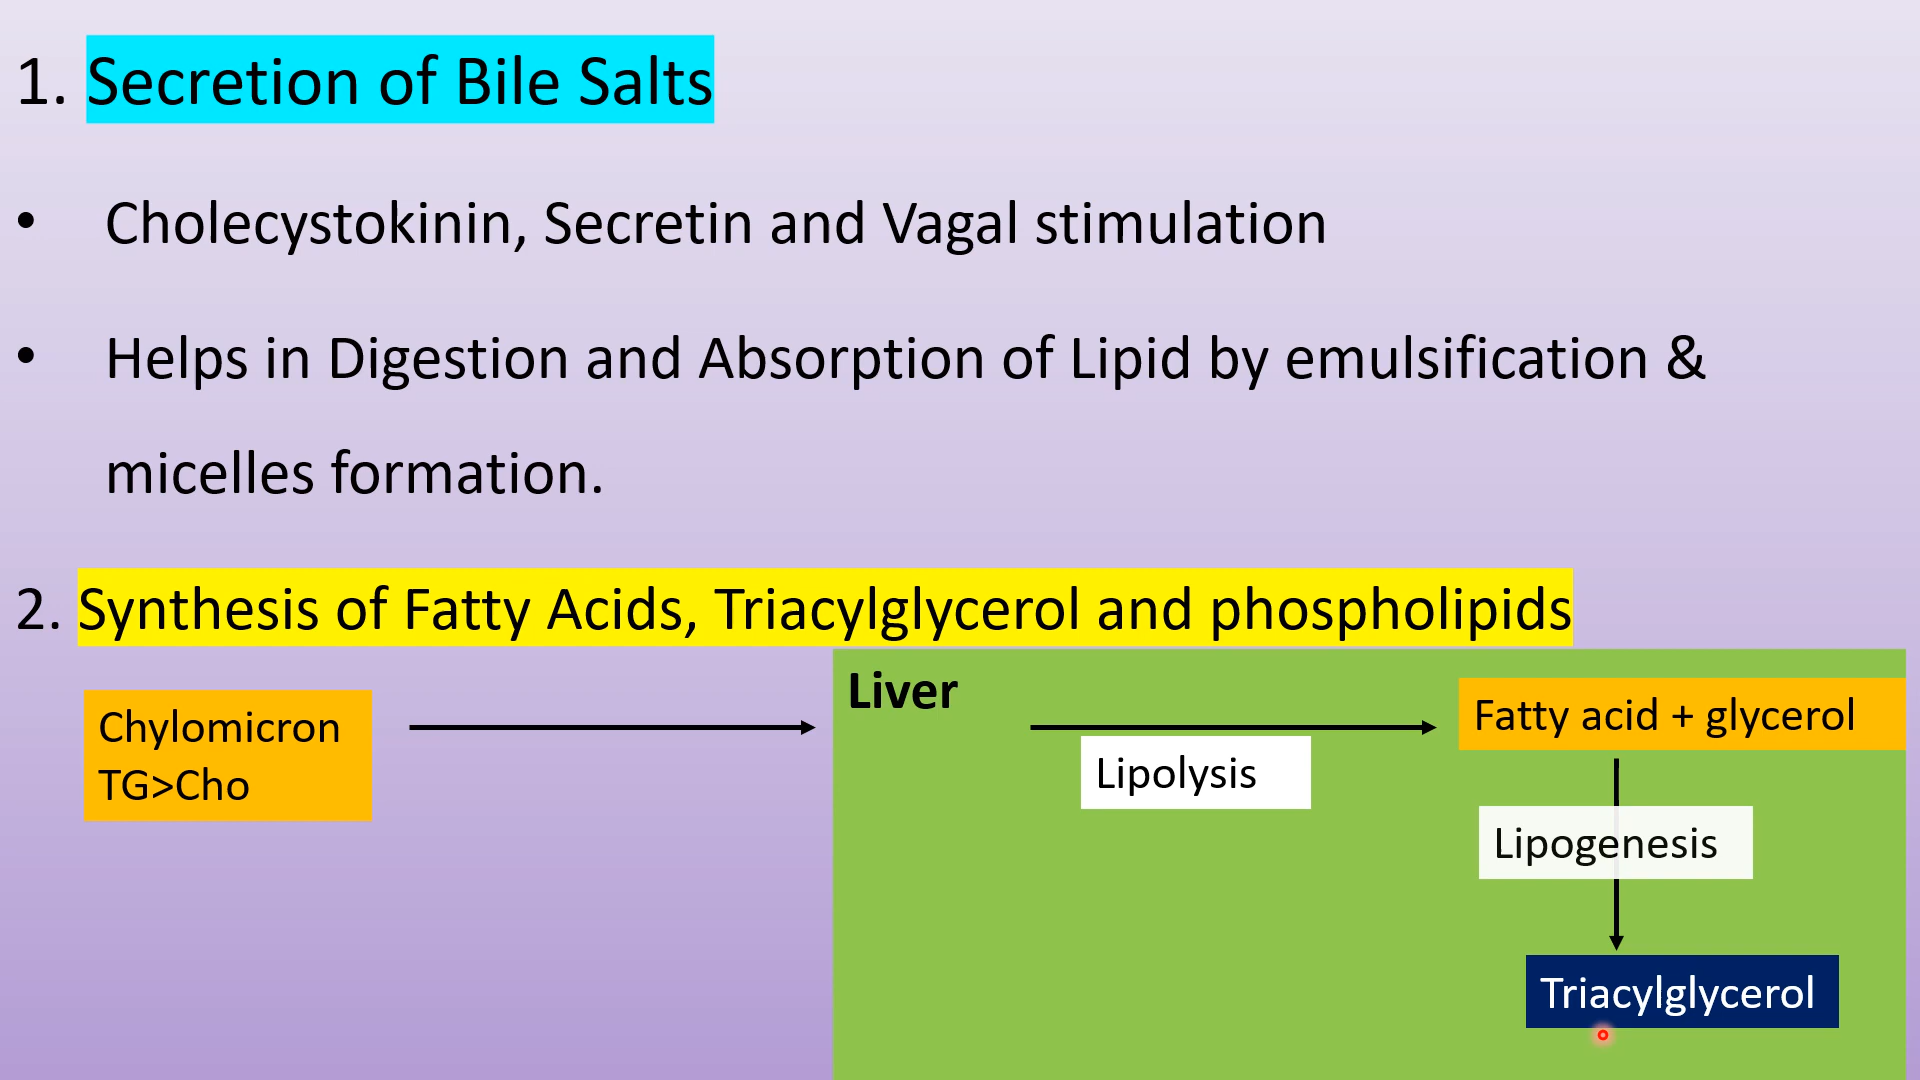 1. Secretion of Bile Salts
• Cholecystokinin, Secretin and Vagal stimulation
• Helps in Digestion and Absorption of Lipid by emulsification &
micelles formation.
2. Synthesis of Fatty Acids, Triacylglycerol and phospholipids
Chylomicron
TG>Cho
Liver
Lipolysis
Fatty acid + glycerol
Lipogenesis
Triacylglycerol